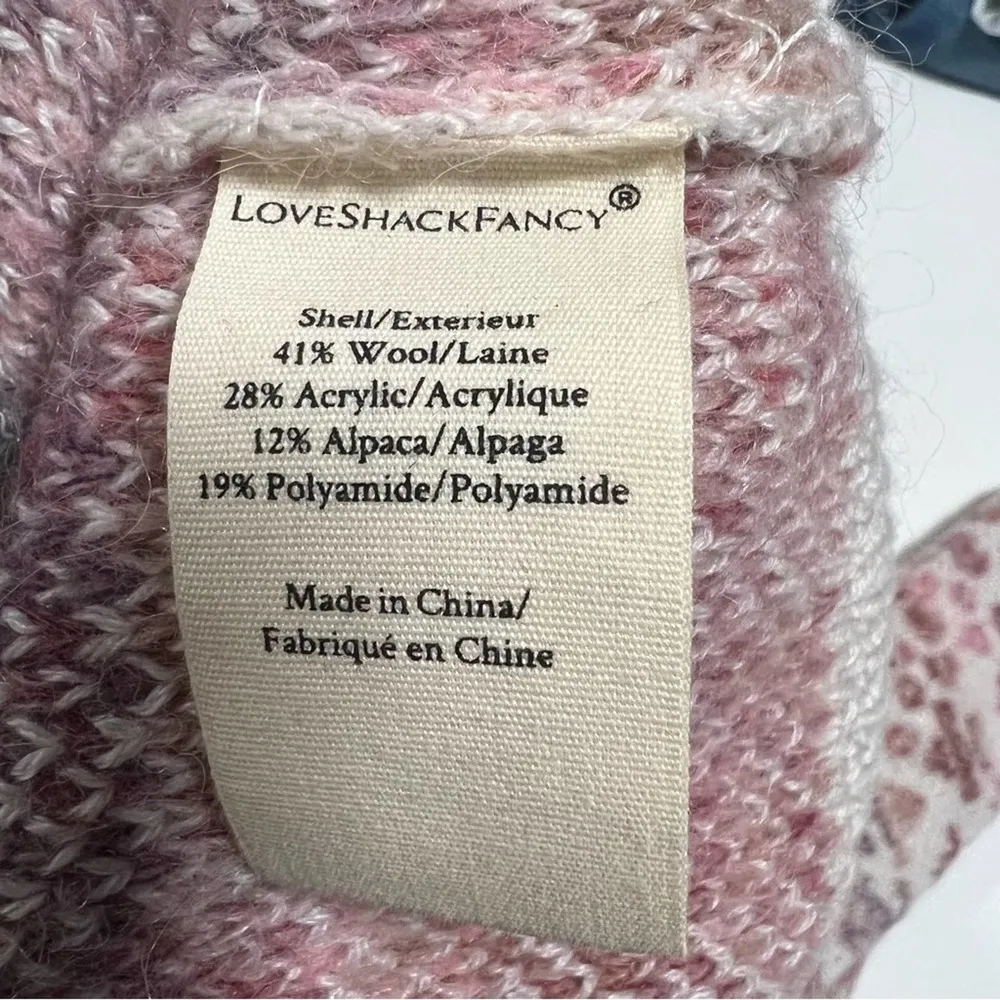 LOVESHACKFANCY®
Shell/Exterieur
41% Wool/Laine
28% Acrylic/Acrylique
12% Alpaca/Alpaga
19% Polyamide/Polyamide
Made in China/
Fabriqué en Chine